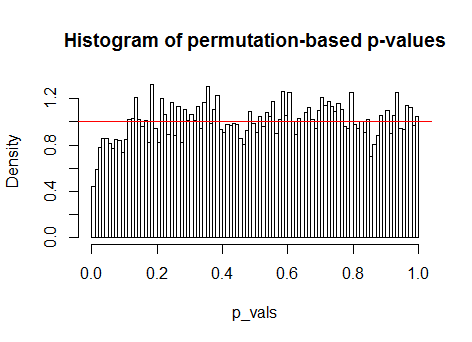 Histogram of permutation-based p-values
Density
1.2
0.8
0.4
0.0
0.0 0.2 0.4 0.6 0.8 1.0
p_vals